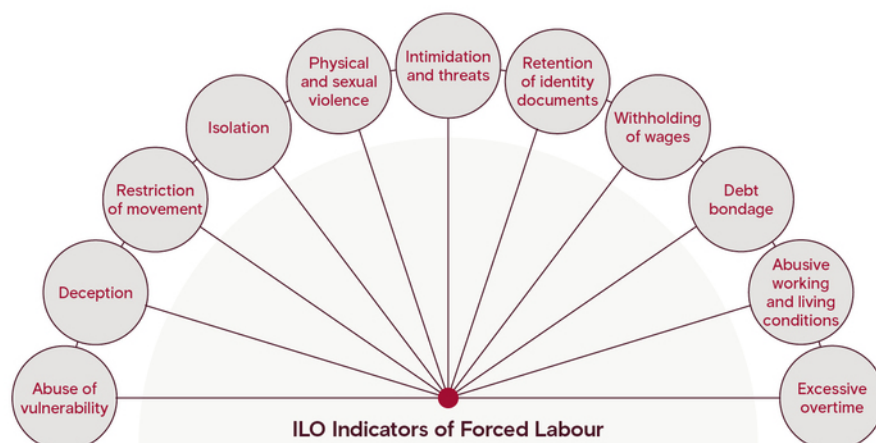 Abuse of
vulnerability
Deception
Restriction
of movement
Isolation
Physical
and sexual
violence
Intimidation
and threats
Retention
of identity
documents
Withholding
of wages
Debt
bondage
Abusive
working
and living
conditions
Excessive
overtime
ILO Indicators of Forced Labour